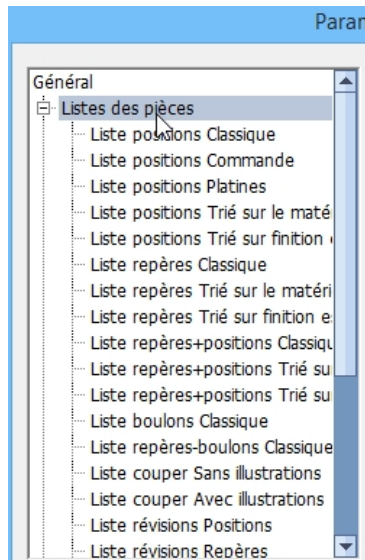 Param
Général
Listes des pièces
Liste positions Classique
Liste positions Commande
Liste positions Platines
Liste positions Trié sur le maté
Liste positions Trié sur finition
Liste repères Classique
Liste repères Trié sur le matéri
Liste repères Trié sur finition e
Liste repères+positions Classiqu
Liste repères+positions Trié su
Liste repères+positions Trié su
Liste boulons Classique
Liste repères-boulons Classique
Liste couper Sans illustrations
Liste couper Avec illustrations
Liste révisions Positions
Liste révisions Repères